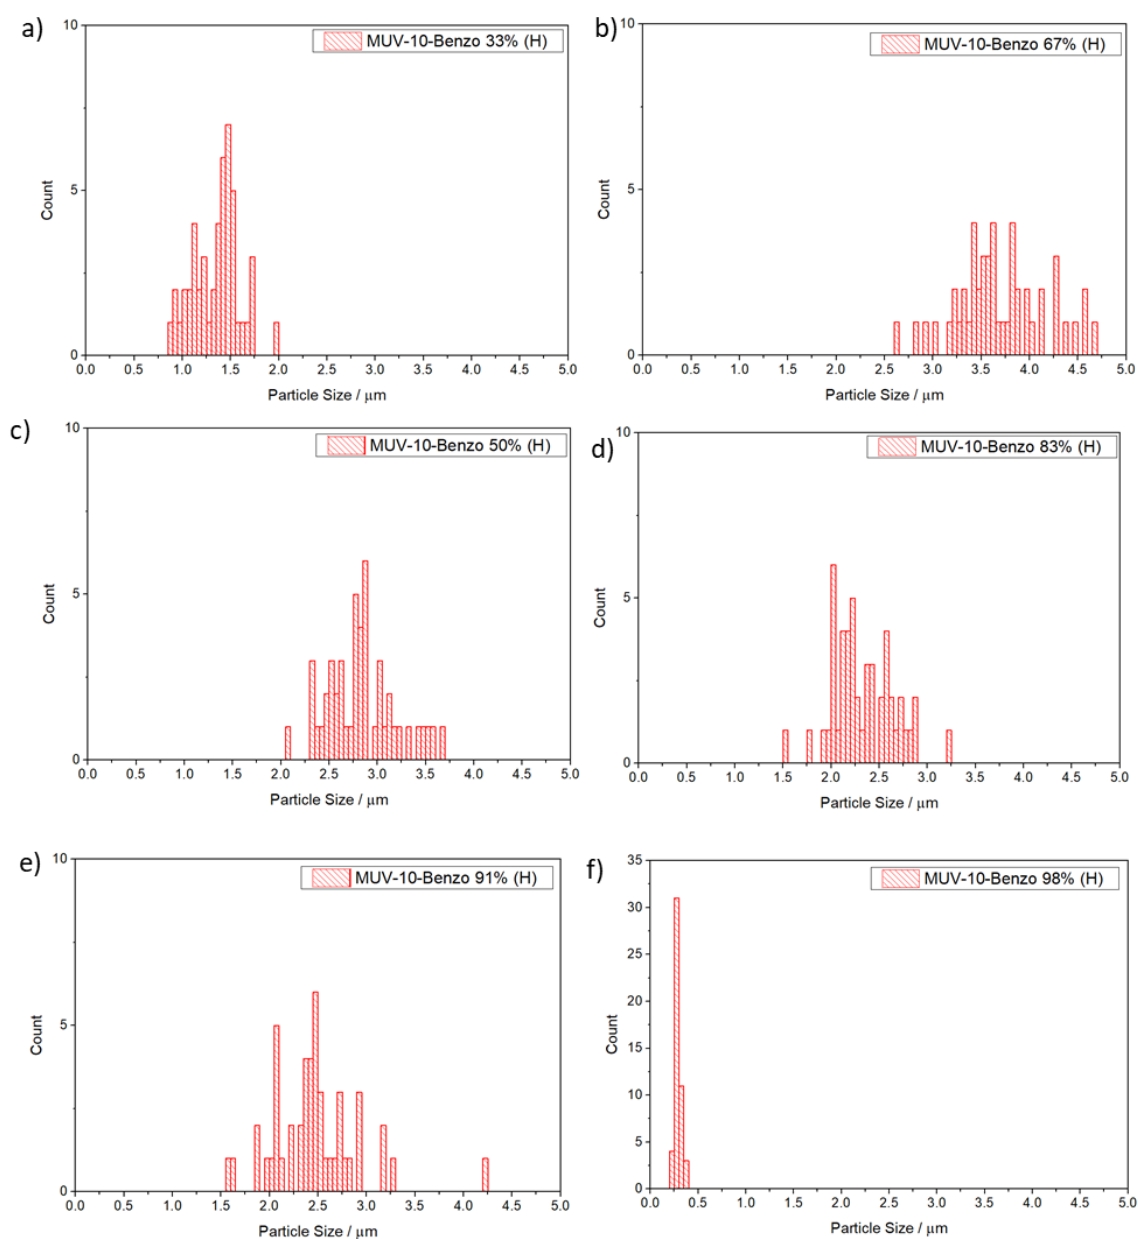 a)
MUV-10-Benzo 33% (H)
10
5
0
Count
0.0 0.5 1.0 1.5 2.0 2.5 3.0 3.5 4.0 4.5 5.0
Particle Size / μm
b)
MUV-10-Benzo 67% (H)
10
5
0
Count
0.0 0.5 1.0 1.5 2.0 2.5 3.0 3.5 4.0 4.5 5.0
Particle Size / μm
c)
MUV-10-Benzo 50% (H)
10
5
0
Count
0.0 0.5 1.0 1.5 2.0 2.5 3.0 3.5 4.0 4.5 5.0
Particle Size / μm
d)
MUV-10-Benzo 83% (H)
10
5
0
Count
0.0 0.5 1.0 1.5 2.0 2.5 3.0 3.5 4.0 4.5 5.0
Particle Size / μm
e)
MUV-10-Benzo 91% (H)
10
5
0
Count
0.0 0.5 1.0 1.5 2.0 2.5 3.0 3.5 4.0 4.5 5.0
Particle Size / μm
f)
MUV-10-Benzo 98% (H)
35
30
25
20
15
10
5
0
Count
0.0 0.5 1.0 1.5 2.0 2.5 3.0 3.5 4.0 4.5 5.0
Particle Size / μm